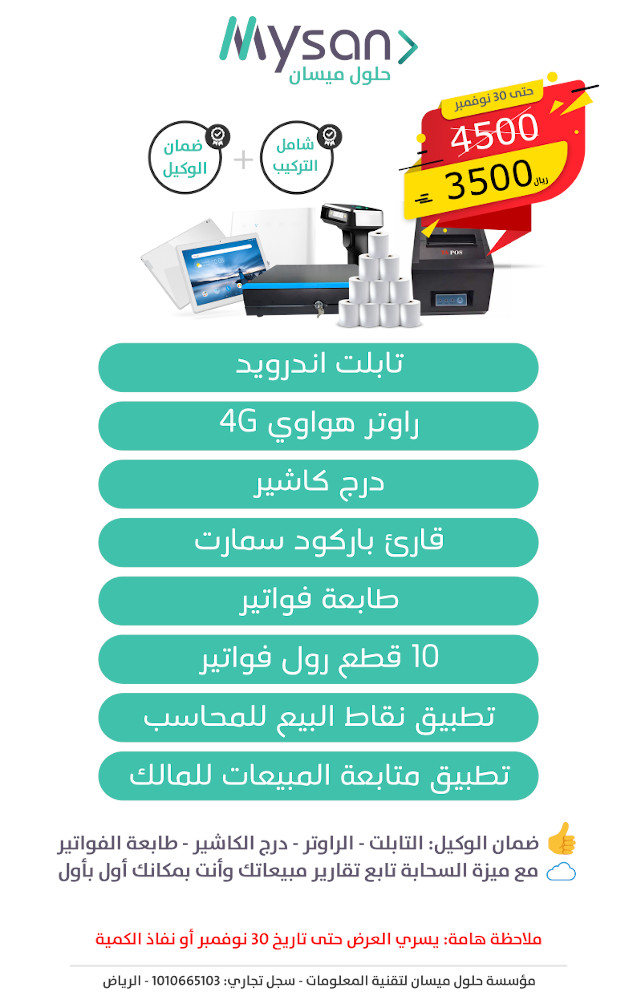 Mysan
حلول ميسان
حتى 30 نوفمبر
4500
3500 ريال
شامل
التركيب
+
ضمان
الوكيل
POS
تابلت اندرويد
راوتر هواوي 4G
درج كاشير
قارئ باركود سمارت
طابعة فواتير
10 قطع رول فواتير
تطبيق نقاط البيع للمحاسب
تطبيق متابعة المبيعات للمالك
ضمان الوكيل: التابلت - الراوتر - درج الكاشير - طابعة الفواتير
مع ميزة السحابة تابع تقارير مبيعاتك وأنت بمكانك أول بأول
ملاحظة هامة: يسري العرض حتى تاريخ 30 نوفمبر أو نفاذ الكمية
مؤسسة حلول ميسان لتقنية المعلومات - سجل تجاري: 1010665103 - الرياض